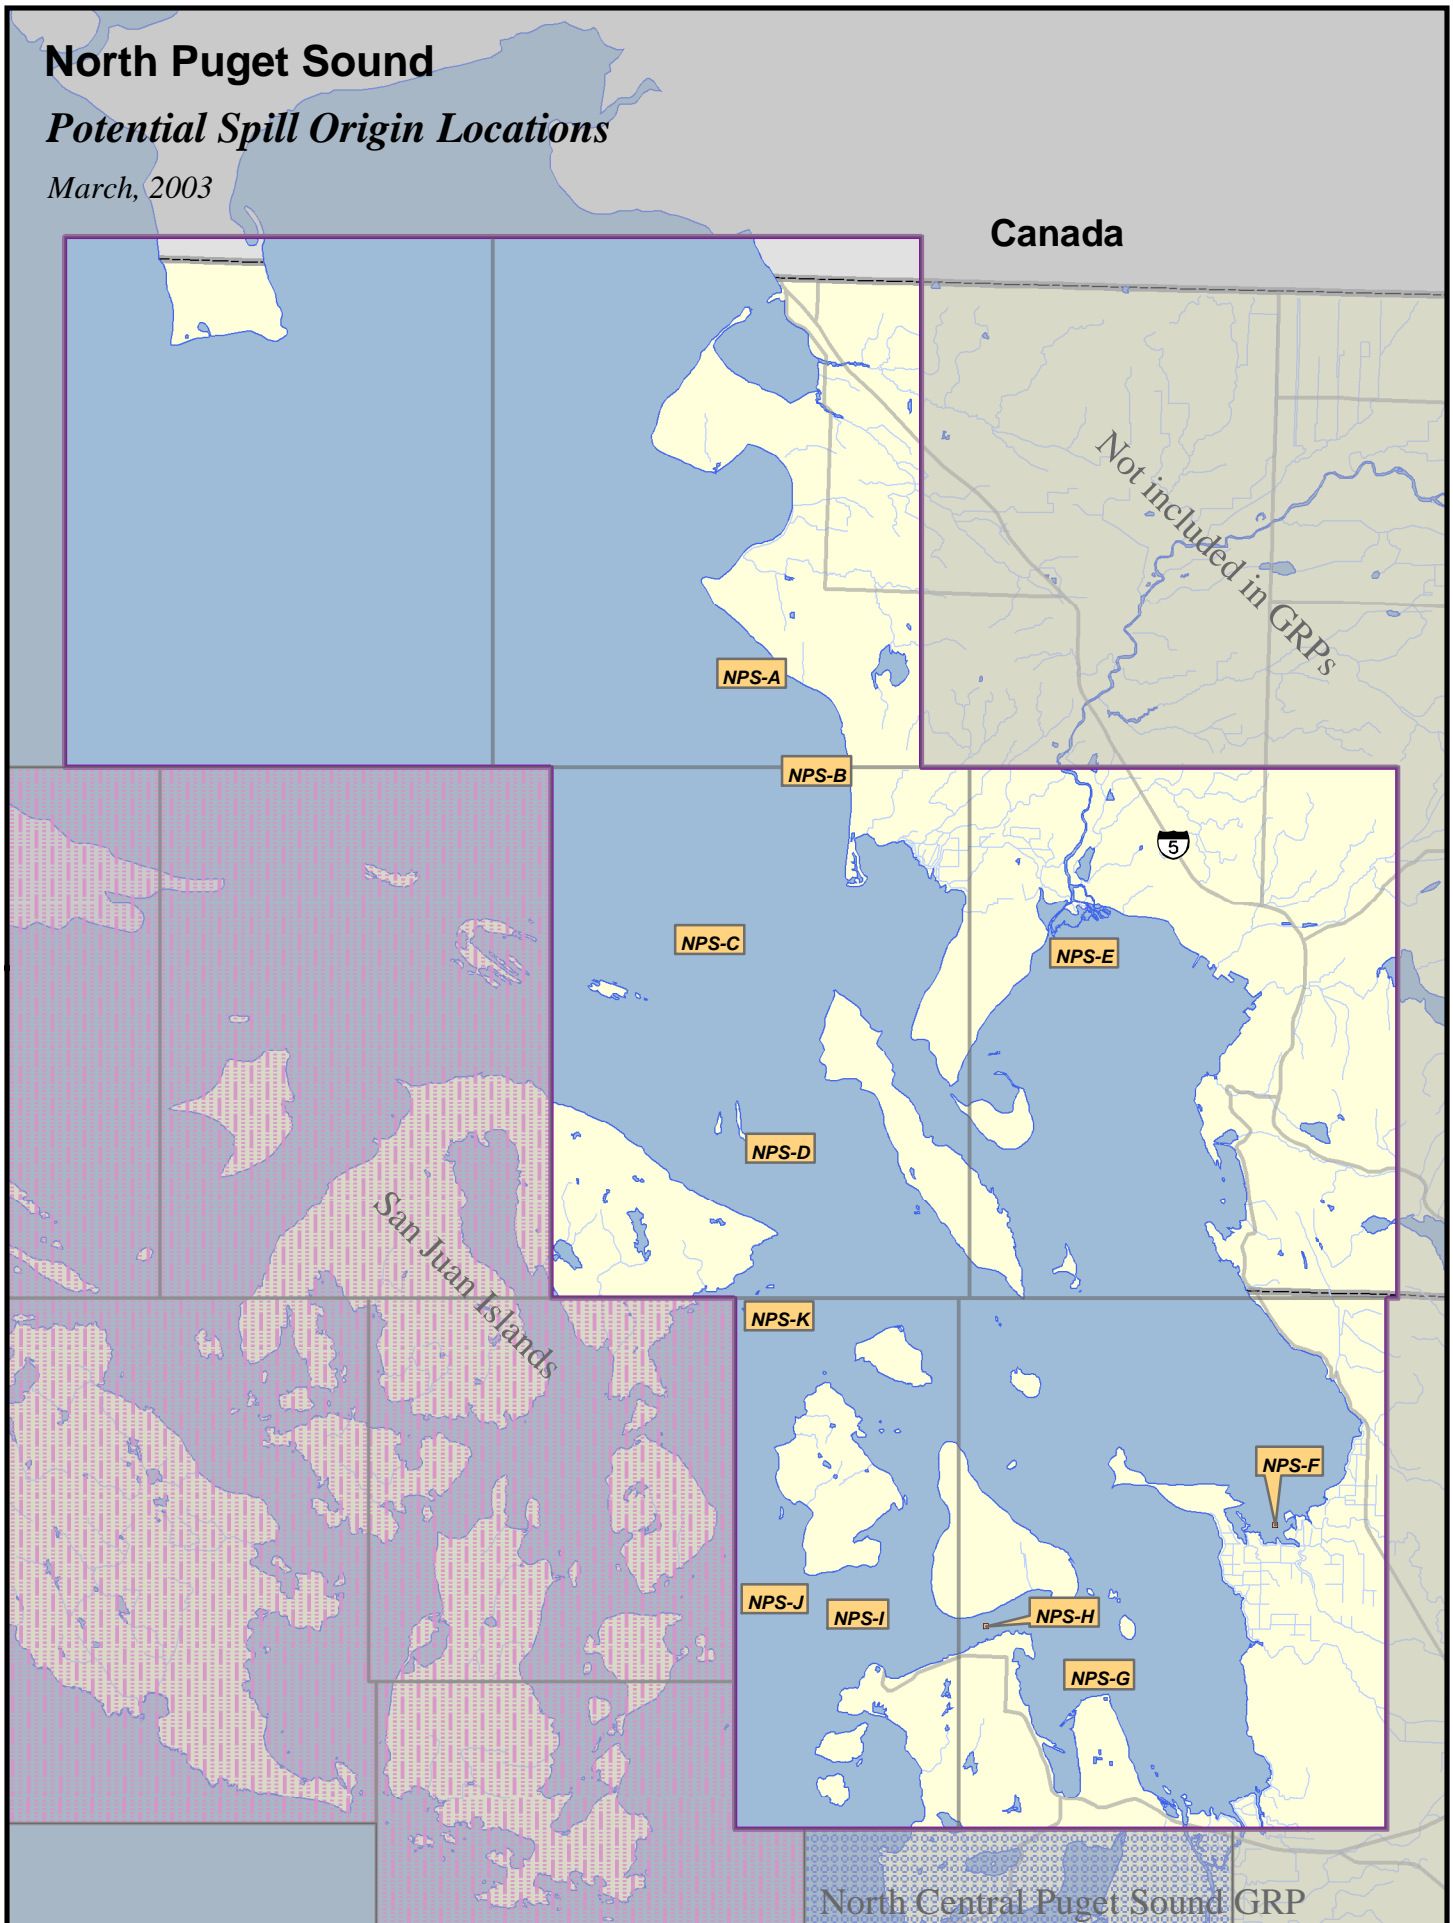 North Puget Sound
Potential Spill Origin Locations
March, 2003
Canada
Not included in GRPs
NPS-A
NPS-B
5
NPS-C
NPS-E
NPS-D
San Juan Islands
NPS-K
NPS-F
NPS-J
NPS-I
NPS-H
NPS-G
North Central Puget Sound GRP